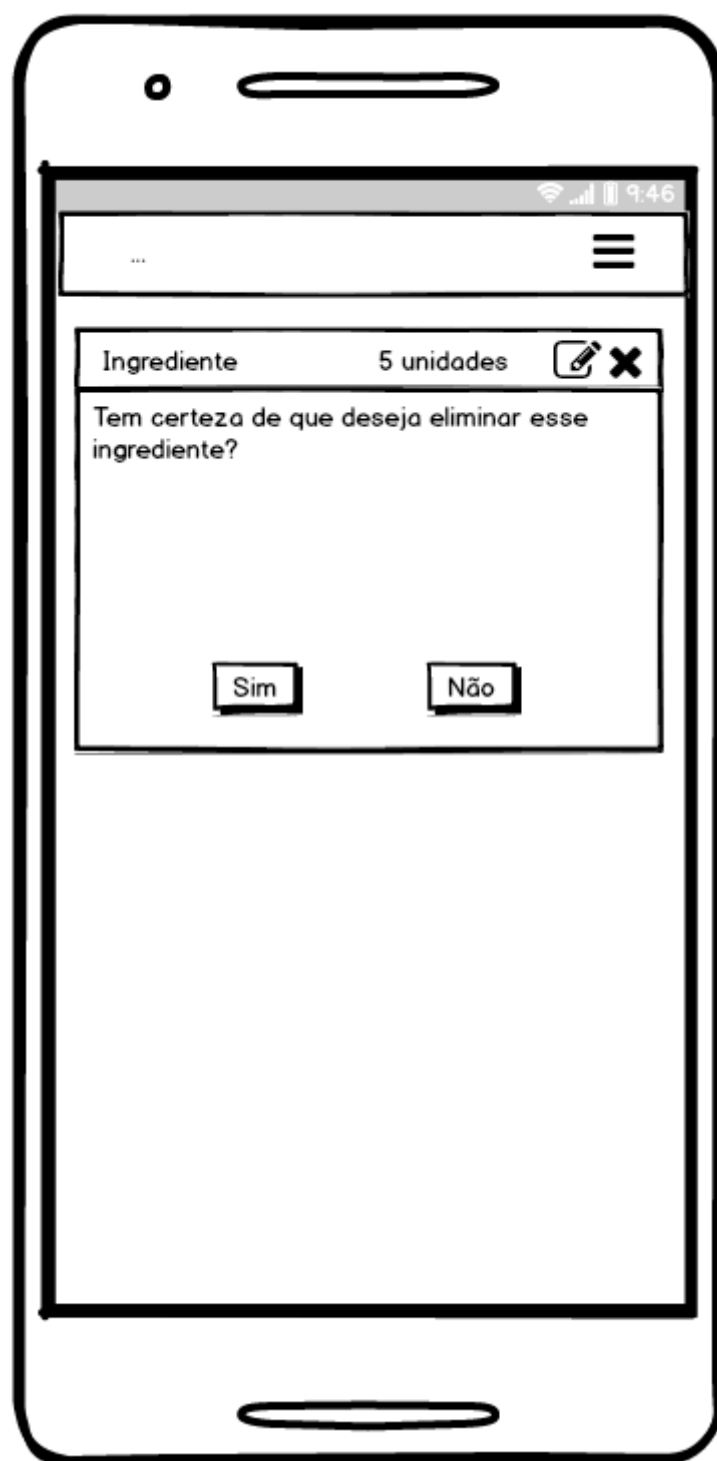 9:46
...
Ingrediente 5 unidades
Tem certeza de que deseja eliminar esse
ingrediente?
Sim Não